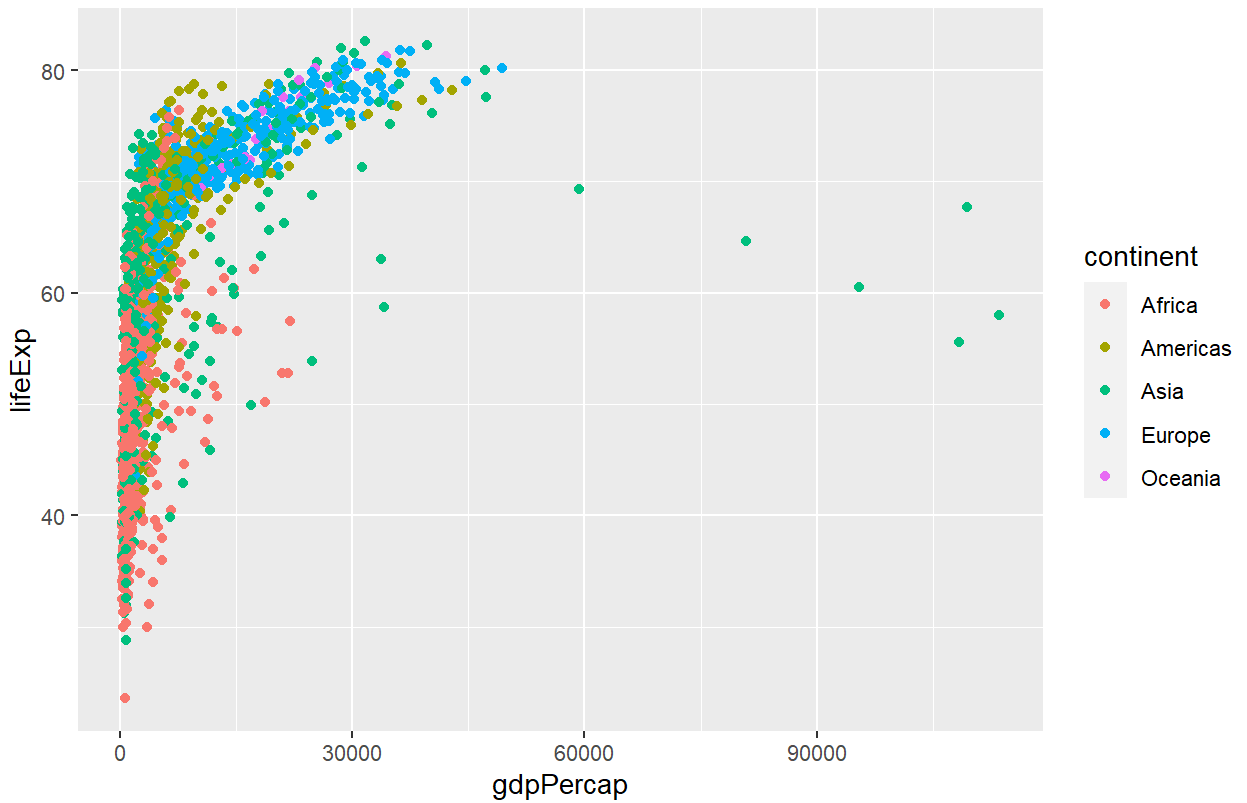 80
60
40
lifeExp
0
30000
60000
90000
gdpPercap
continent
Africa
Americas
Asia
Europe
Oceania